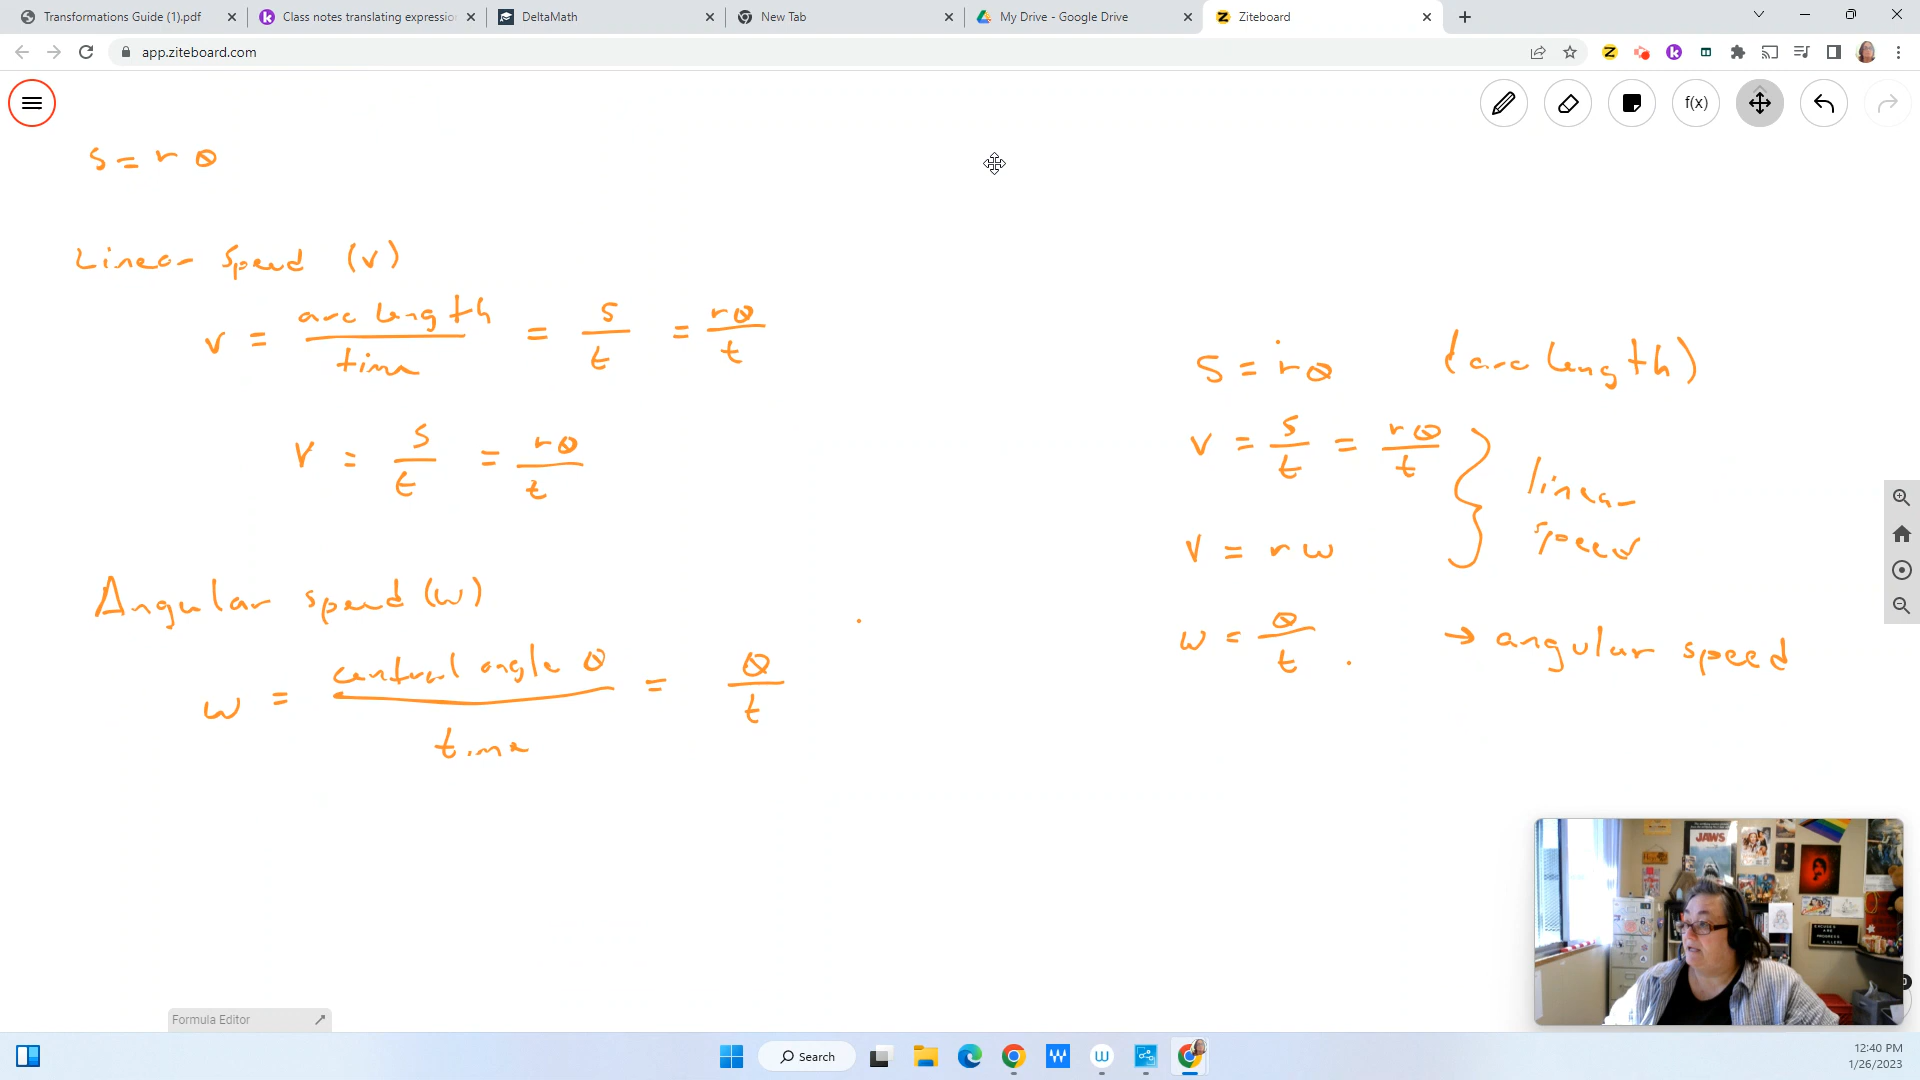 Transformations Guide (1).pdf
Class notes translating expressio
DeltaMath
New Tab
My Drive - Google Drive
Ziteboard
app.ziteboard.com
f(x)
s = r θ
Linear Speed (v)
v = arc length / time = s / t = rθ / t
v = s / t = rθ / t
Angular speed (w)
w = central angle θ / time = θ / t
s = rθ (arc length)
v = s / t = rθ / t } linear speed
v = r w
w = θ / t . → angular speed
JAWS
Formula Editor
Search
12:40 PM
1/26/2023